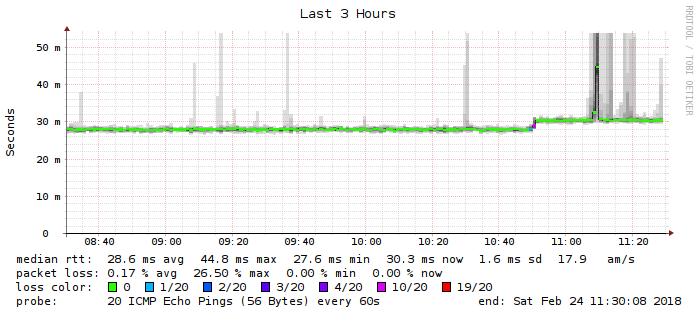 Last 3 Hours
RRDTOOL / TOBI OETIKER
Seconds
50 m
40 m
30 m
20 m
10 m
0
08:40 09:00 09:20 09:40 10:00 10:20 10:40 11:00 11:20
median rtt: 28.6 ms avg 44.8 ms max 27.6 ms min 30.3 ms now 1.6 ms sd 17.9 am/s
packet loss: 0.17 % avg 26.50 % max 0.00 % min 0.00 % now
loss color: 0 1/20 2/20 3/20 4/20 10/20 19/20
probe: 20 ICMP Echo Pings (56 Bytes) every 60s end: Sat Feb 24 11:30:08 2018